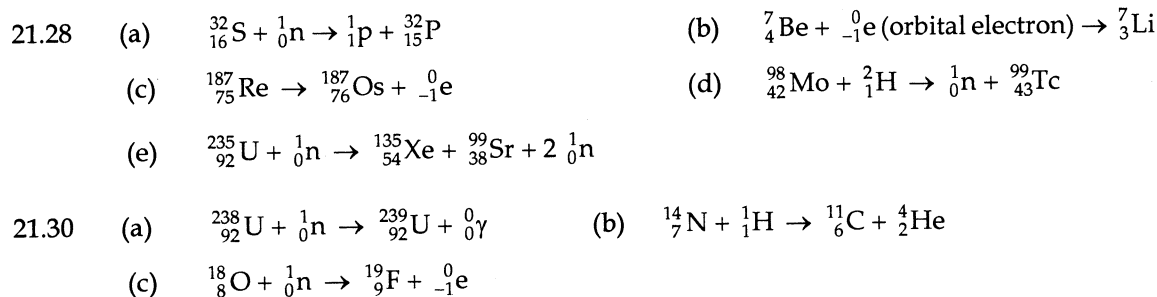 21.28 (a) ³²₁₆S + ¹₀n → ¹₁p + ³²₁₅P (b) ⁷₄Be + ⁰₋₁e (orbital electron) → ⁷₃Li
(c) ¹⁸⁷₇₅Re → ¹⁸⁷₇₆Os + ⁰₋₁e (d) ⁹⁸₄₂Mo + ²₁H → ¹₀n + ⁹⁹₄₃Tc
(e) ²³⁵₉₂U + ¹₀n → ¹³⁵₅₄Xe + ⁹⁹₃₈Sr + 2 ¹₀n
21.30 (a) ²³⁸₉₂U + ¹₀n → ²³⁹₉₂U + ⁰₀γ (b) ¹⁴₇N + ¹₁H → ¹¹₆C + ⁴₂He
(c) ¹⁸₈O + ¹₀n → ¹⁹₉F + ⁰₋₁e